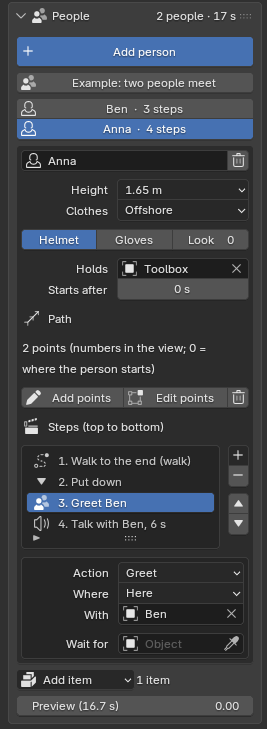 People 2 people · 17 s
Add person
Example: two people meet
Ben · 3 steps
Anna · 4 steps
Anna
Height 1.65 m
Clothes Offshore
Helmet Gloves Look 0
Holds Toolbox
Starts after 0 s
Path
2 points (numbers in the view; 0 =
where the person starts)
Add points Edit points
Steps (top to bottom)
1. Walk to the end (walk)
2. Put down
3. Greet Ben
4. Talk with Ben, 6 s
Action Greet
Where Here
With Ben
Wait for Object
Add item 1 item
Preview (16.7 s) 0.00